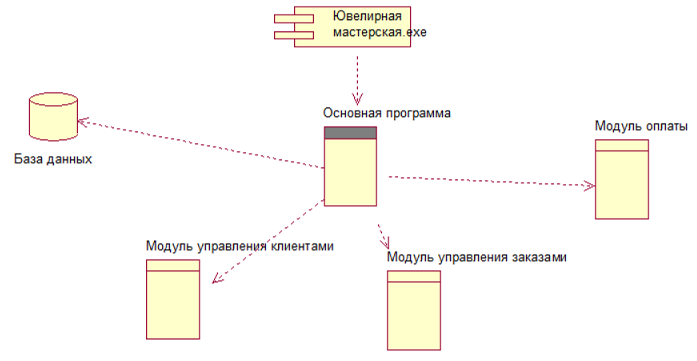 Ювелирная
мастерская.exe
Основная программа
Модуль оплаты
База данных
Модуль управления клиентами
Модуль управления заказами